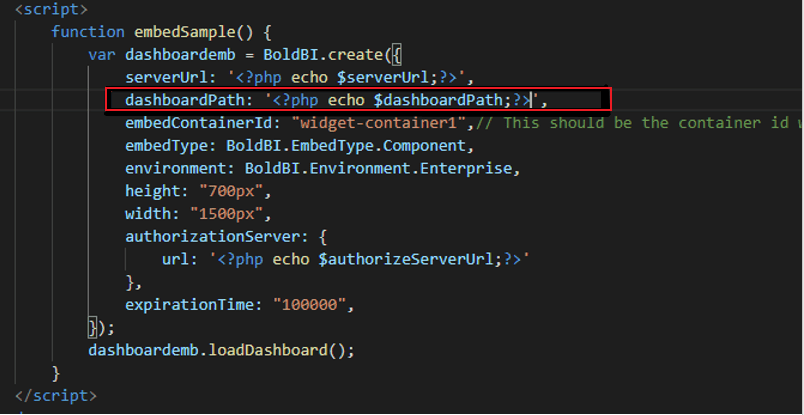 <script>
function embedSample() {
var dashboardemb = BoldBI.create({
serverUrl: '<?php echo $serverUrl;?>',
dashboardPath: '<?php echo $dashboardPath;?>',
embedContainerId: "widget-container1",// This should be the container id
embedType: BoldBI.EmbedType.Component,
environment: BoldBI.Environment.Enterprise,
height: "700px",
width: "1500px",
authorizationServer: {
url: '<?php echo $authorizeServerUrl;?>'
},
expirationTime: "100000",
});
dashboardemb.loadDashboard();
}
</script>